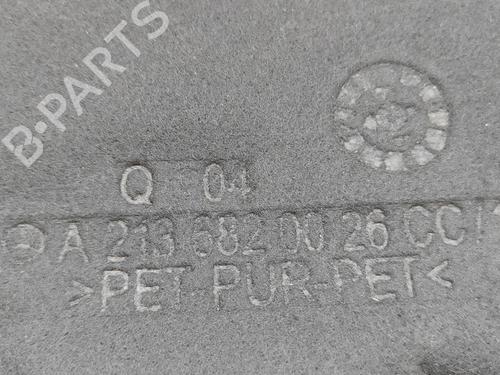 B-PARTS
Q 04
A 213 682 00 26 CC
>PET-PUR-PET<